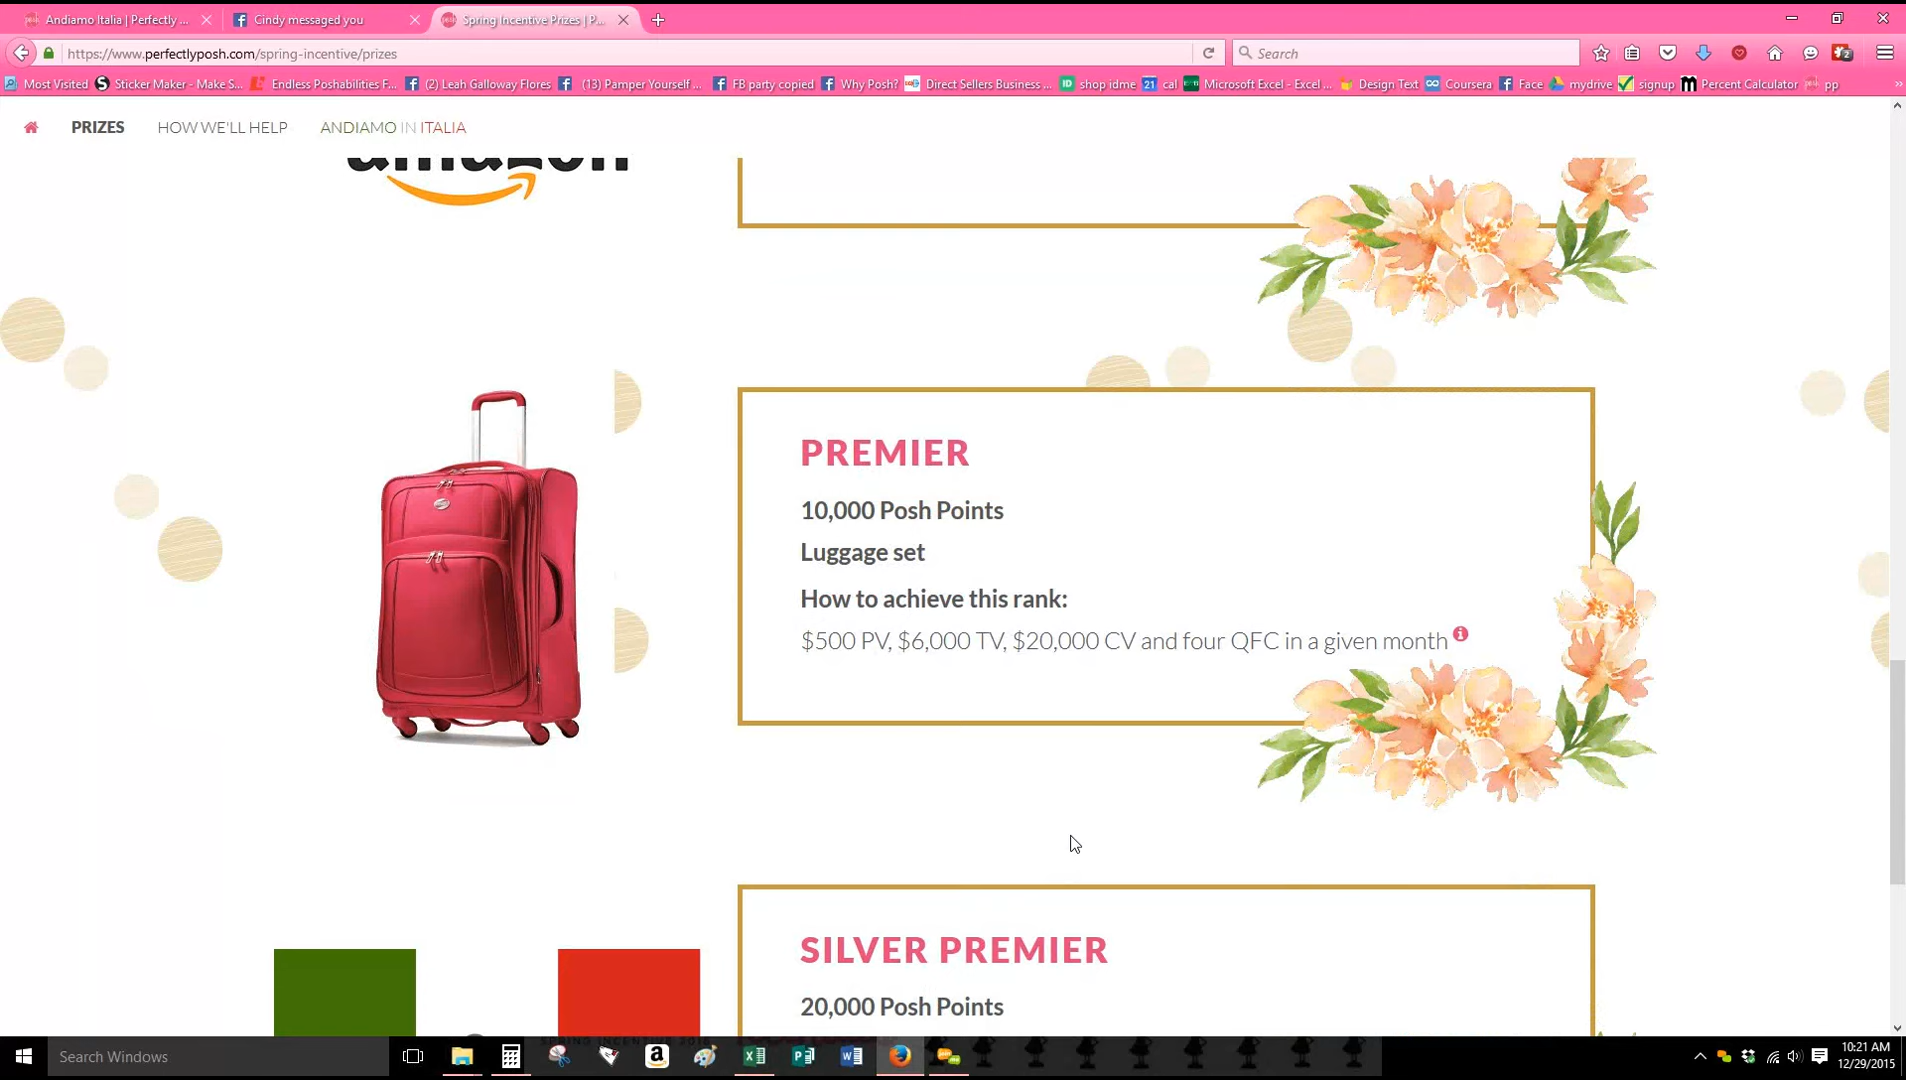 Andiamo Italia | Perfectly ...
Cindy messaged you
Spring Incentive Prizes | P...
https://www.perfectlyposh.com/spring-incentive/prizes
Search
2
Most Visited
Sticker Maker - Make S...
Endless Poshabilities F...
(2) Leah Galloway Flores
(13) Pamper Yourself ...
FB party copied
Why Posh?
Direct Sellers Business ...
shop idme
cal
Microsoft Excel - Excel ...
Design Text
Coursera
Face
mydrive
signup
Percent Calculator
pp
PRIZES
HOW WE'LL HELP
ANDIAMO IN ITALIA
amazon
PREMIER
10,000 Posh Points
Luggage set
How to achieve this rank:
$500 PV, $6,000 TV, $20,000 CV and four QFC in a given month
SILVER PREMIER
20,000 Posh Points
Search Windows
10:21 AM
12/29/2015